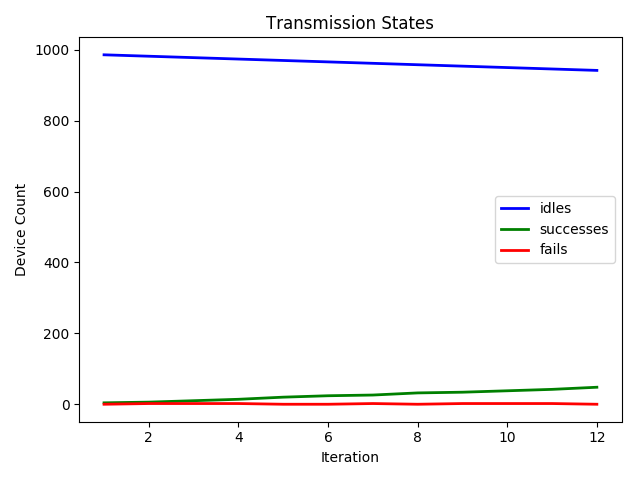 Transmission States
1000
800
600
400
200
0
Device Count
idles
successes
fails
2 4 6 8 10 12
Iteration